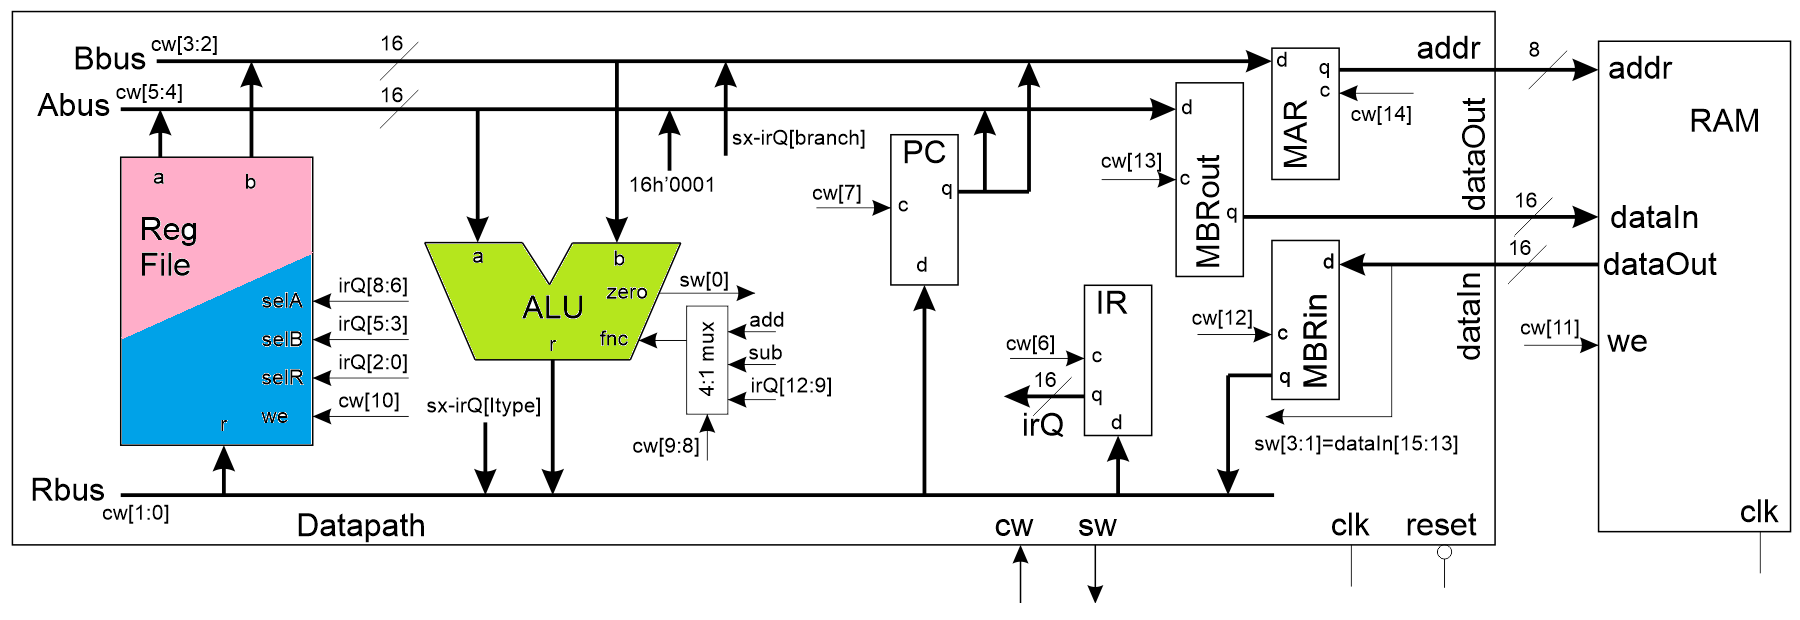 Bbus
cw[3:2]
16
Abus
cw[5:4]
16
a
b
Reg
File
selA
selB
selR
we
r
irQ[8:6]
irQ[5:3]
irQ[2:0]
cw[10]
a
b
zero
ALU
fnc
r
sw[0]
4:1 mux
add
sub
irQ[12:9]
cw[9:8]
sx-irQ[Itype]
16h'0001
sx-irQ[branch]
PC
q
c
d
cw[7]
IR
c
q
d
cw[6]
16
irQ
d
c
q
MBRout
cw[13]
d
q
c
MAR
cw[14]
d
c
q
MBRin
cw[12]
sw[3:1]=dataIn[15:13]
addr
8
dataOut
16
dataIn
16
addr
RAM
dataIn
dataOut
we
cw[11]
clk
Rbus
cw[1:0]
Datapath
cw
sw
clk
reset